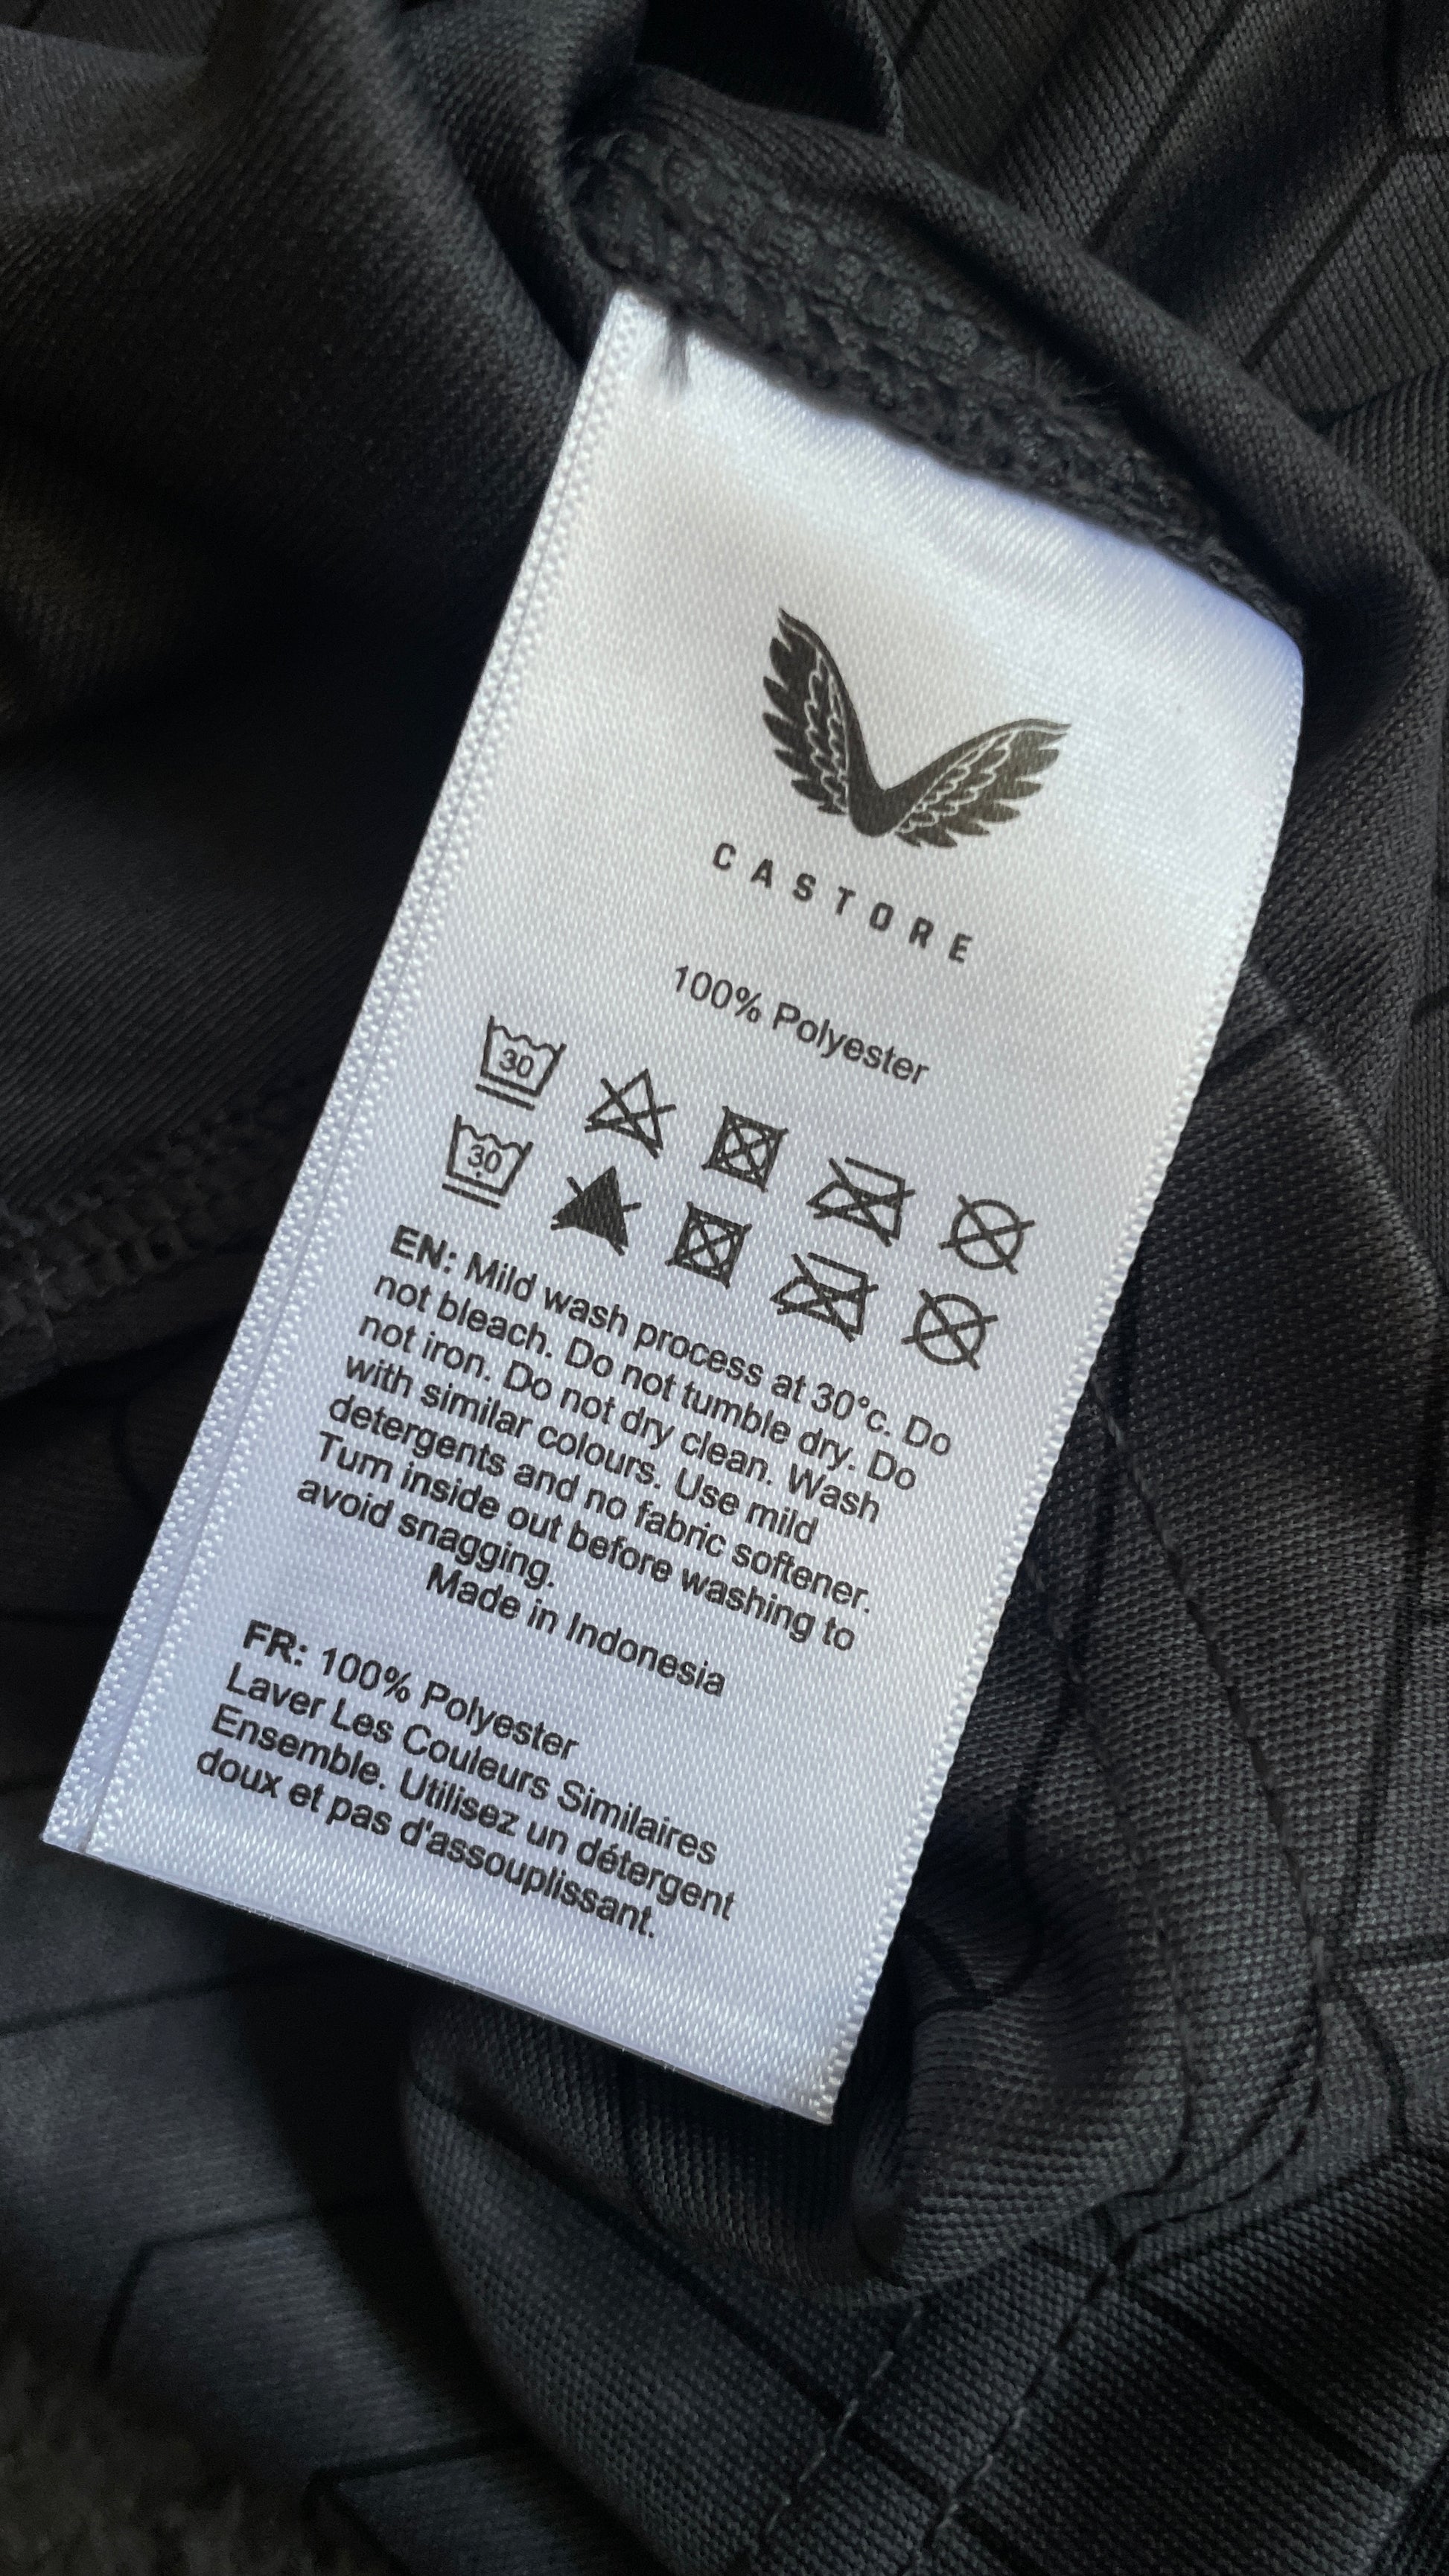 CASTORE
100% Polyester
30
30
EN: Mild wash process at 30°c. Do
not bleach. Do not tumble dry. Do
not iron. Do not dry clean. Wash
with similar colours. Use mild
detergents and no fabric softener.
Turn inside out before washing to
avoid snagging.
Made in Indonesia
FR: 100% Polyester
Laver Les Couleurs Similaires
Ensemble. Utilisez un détergent
doux et pas d'assouplissant.